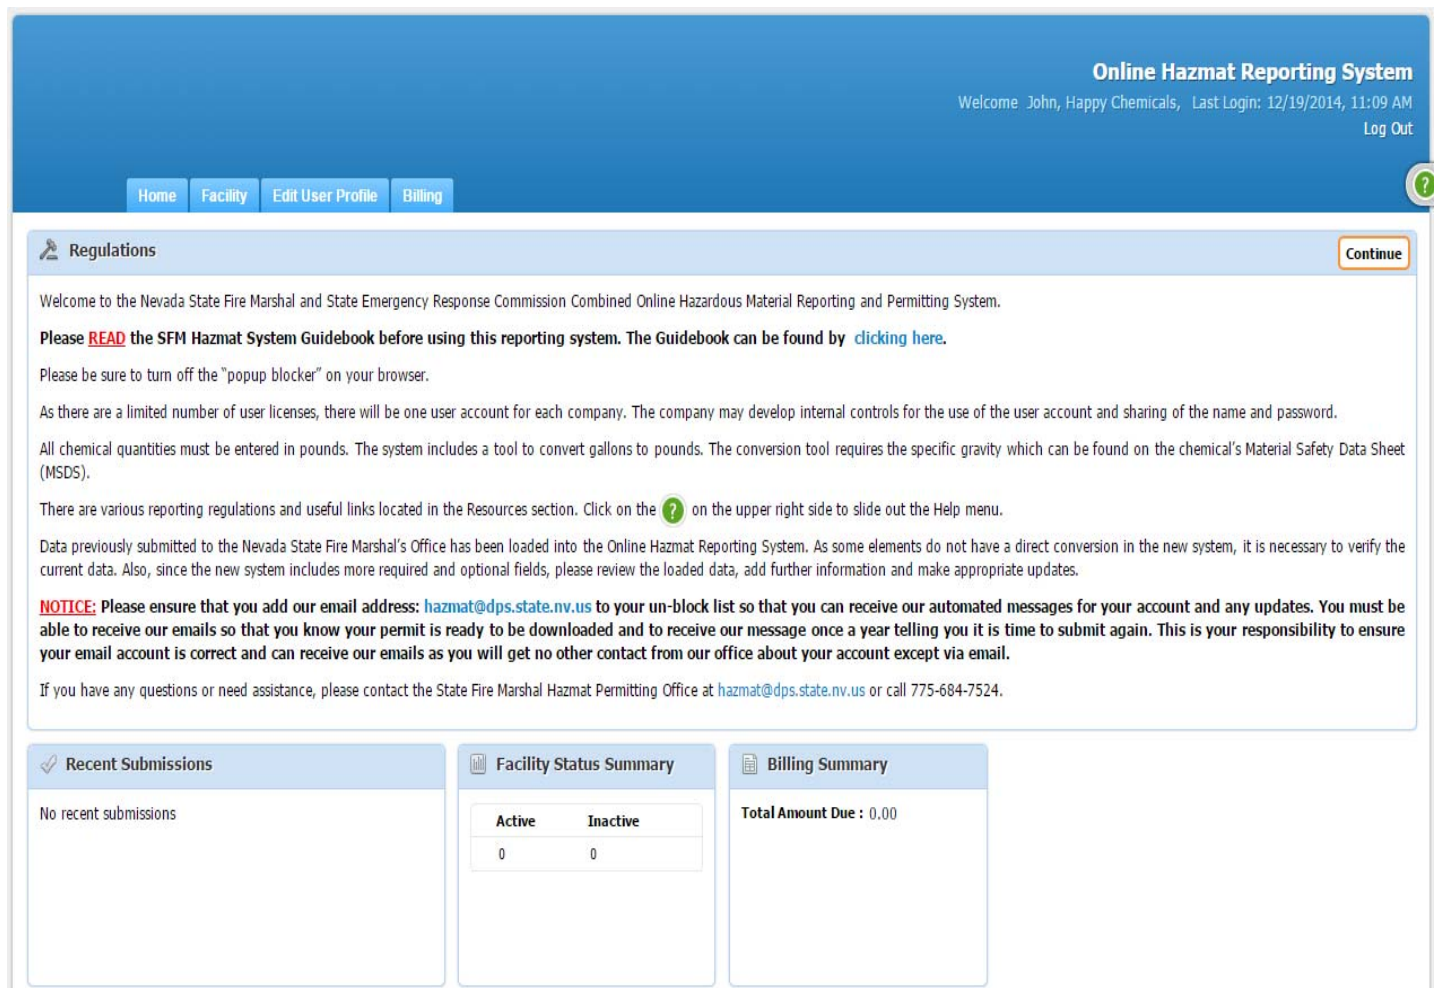 Online Hazmat Reporting System
Welcome John, Happy Chemicals, Last Login: 12/19/2014, 11:09 AM
Log Out
Home Facility Edit User Profile Billing
?
Regulations
Continue
Welcome to the Nevada State Fire Marshal and State Emergency Response Commission Combined Online Hazardous Material Reporting and Permitting System.
Please READ the SFM Hazmat System Guidebook before using this reporting system. The Guidebook can be found by clicking here.
Please be sure to turn off the “popup blocker” on your browser.
As there are a limited number of user licenses, there will be one user account for each company. The company may develop internal controls for the use of the user account and sharing of the name and password.
All chemical quantities must be entered in pounds. The system includes a tool to convert gallons to pounds. The conversion tool requires the specific gravity which can be found on the chemical’s Material Safety Data Sheet
(MSDS).
There are various reporting regulations and useful links located in the Resources section. Click on the ? on the upper right side to slide out the Help menu.
Data previously submitted to the Nevada State Fire Marshal’s Office has been loaded into the Online Hazmat Reporting System. As some elements do not have a direct conversion in the new system, it is necessary to verify the
current data. Also, since the new system includes more required and optional fields, please review the loaded data, add further information and make appropriate updates.
NOTICE: Please ensure that you add our email address: hazmat@dps.state.nv.us to your un-block list so that you can receive our automated messages for your account and any updates. You must be
able to receive our emails so that you know your permit is ready to be downloaded and to receive our message once a year telling you it is time to submit again. This is your responsibility to ensure
your email account is correct and can receive our emails as you will get no other contact from our office about your account except via email.
If you have any questions or need assistance, please contact the State Fire Marshal Hazmat Permitting Office at hazmat@dps.state.nv.us or call 775-684-7524.
Recent Submissions
No recent submissions
Facility Status Summary
Active Inactive
0 0
Billing Summary
Total Amount Due : 0.00